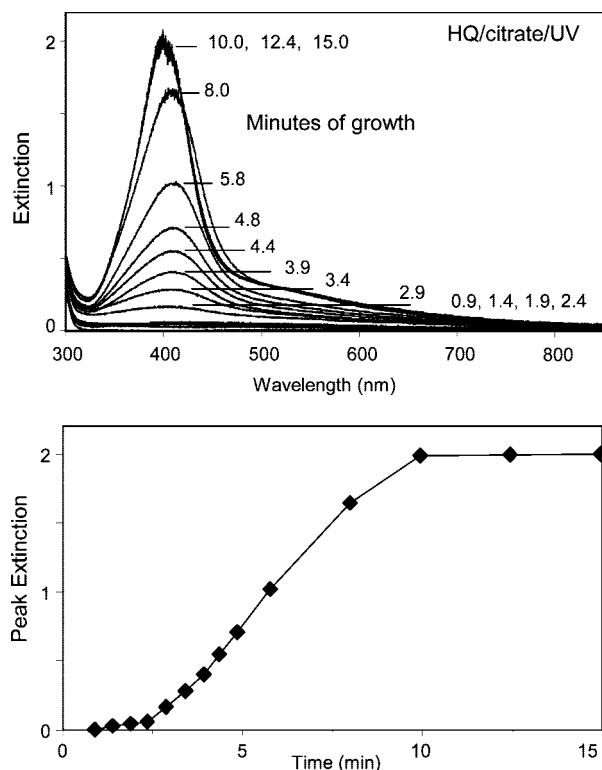 2
10.0, 12.4, 15.0
HQ/citrate/UV
8.0
Minutes of growth
Extinction
1
5.8
4.8
4.4
3.9
3.4
2.9
0.9, 1.4, 1.9, 2.4
0
300 400 500 600 700 800
Wavelength (nm)
2
Peak Extinction
1
0
0 5 10 15
Time (min)